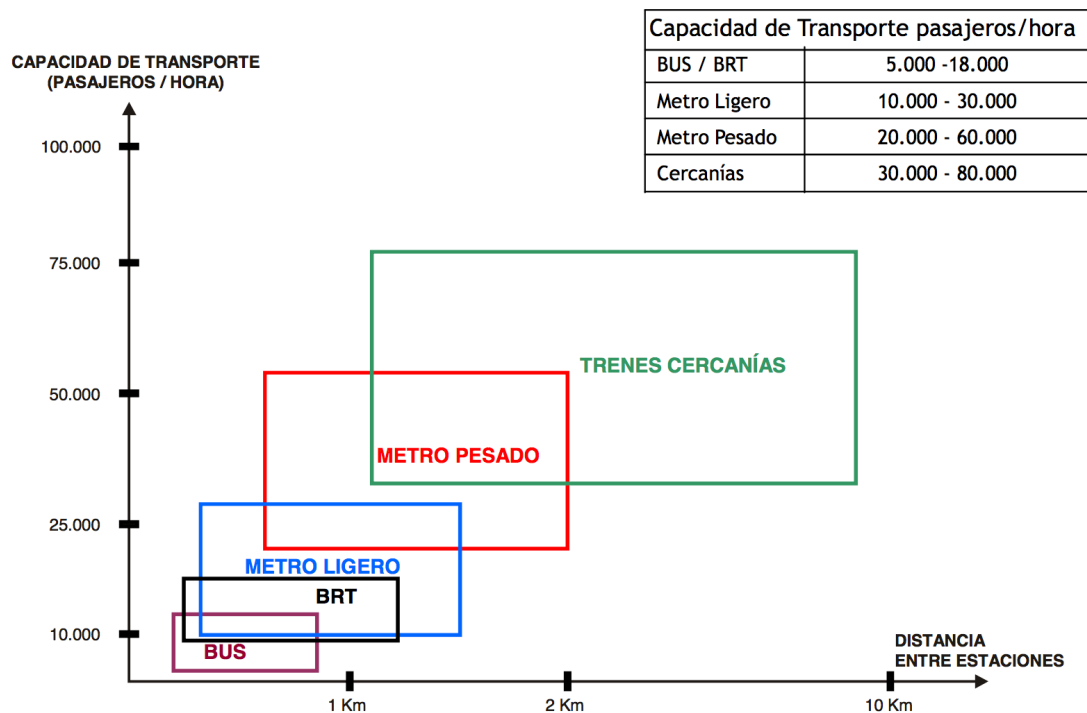 Capacidad de Transporte pasajeros/hora
BUS / BRT 5.000 -18.000
Metro Ligero 10.000 - 30.000
Metro Pesado 20.000 - 60.000
Cercanías 30.000 - 80.000
CAPACIDAD DE TRANSPORTE
(PASAJEROS / HORA)
100.000
75.000
50.000
25.000
10.000
TRENES CERCANÍAS
METRO PESADO
METRO LIGERO
BRT
BUS
DISTANCIA
ENTRE ESTACIONES
1 Km
2 Km
10 Km